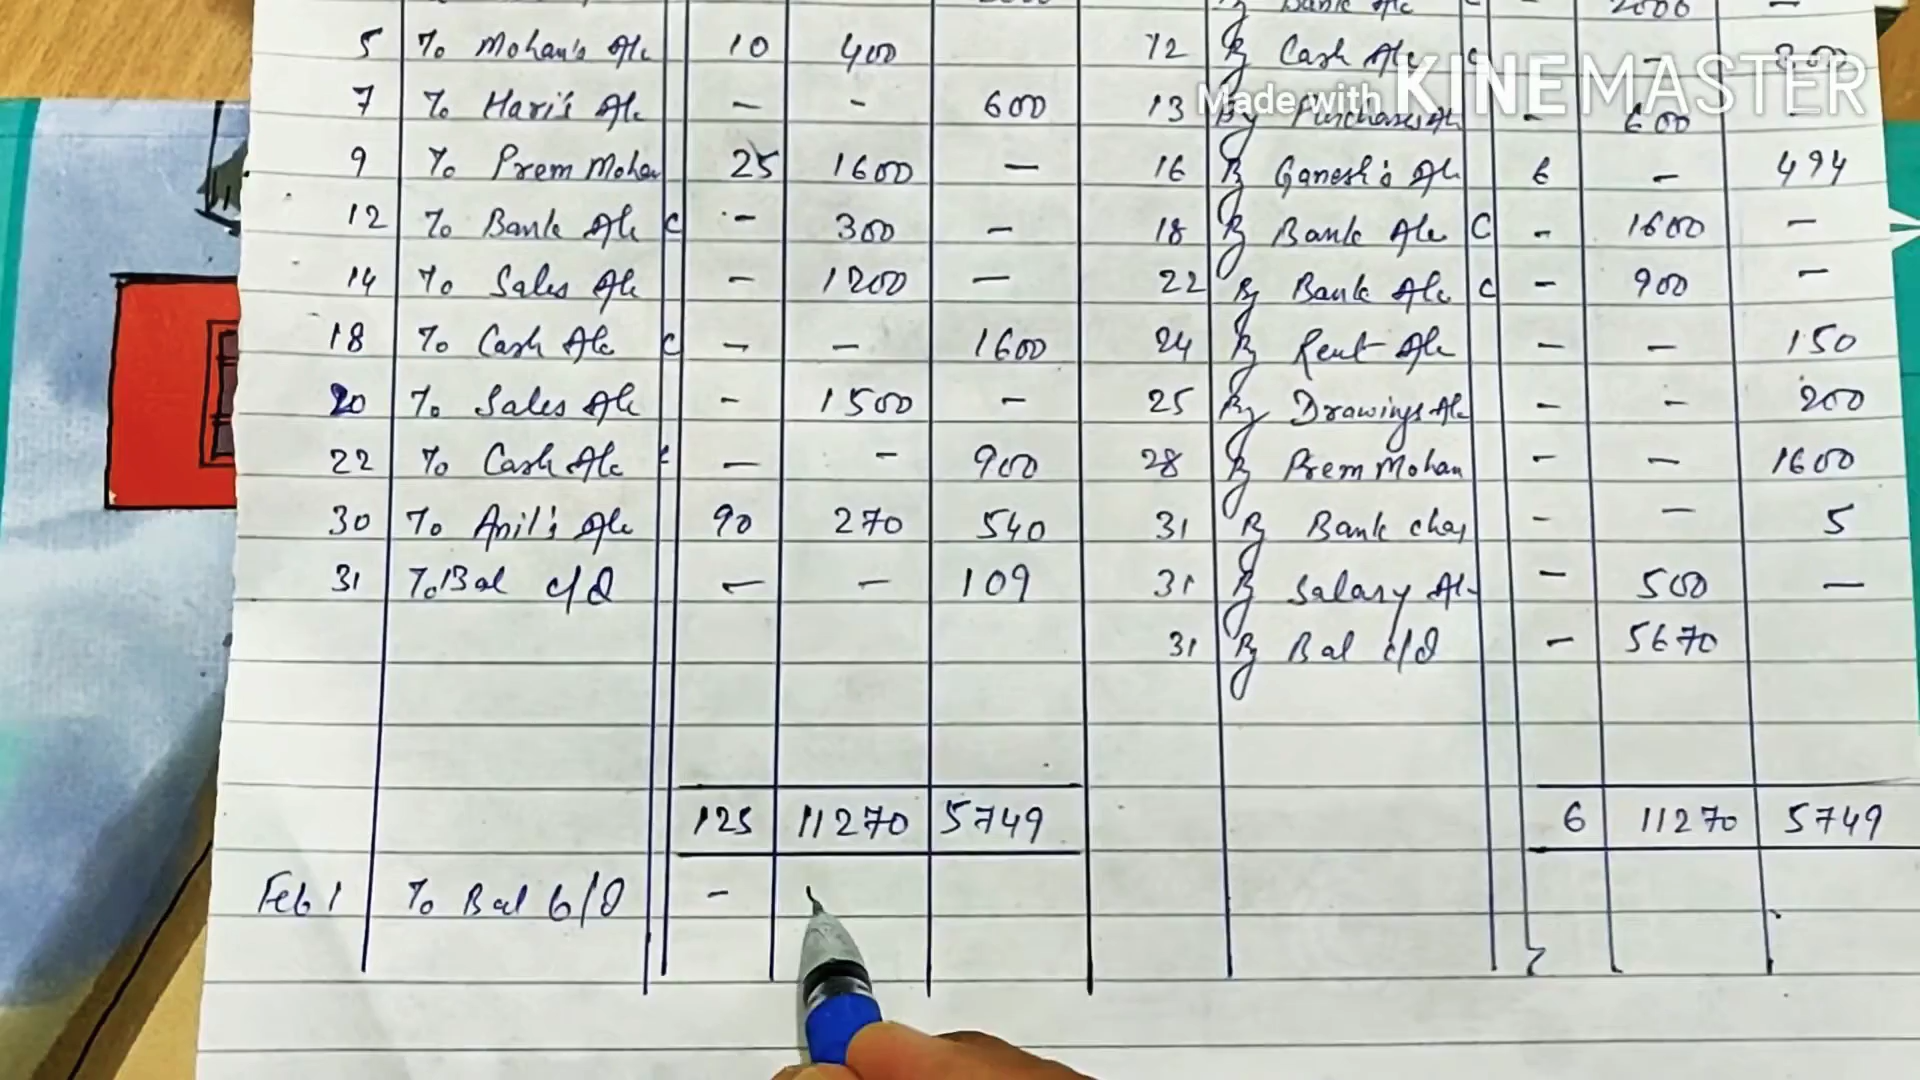 By Bank A/c C - 2000 -
5 To Mohan's A/c 10 400 12 By Cash A/c C - 300
7 To Hari's A/c - - 600 13 By Purchases A/c - 600 -
Made with KINEMASTER
9 To Prem Mohan 25 1600 - 16 By Ganesh's A/c 6 - 494
12 To Bank A/c C - 300 - 18 By Bank A/c C - 1600 -
14 To Sales A/c - 1200 - 22 By Bank A/c C - 900 -
18 To Cash A/c C - - 1600 24 By Rent A/c - - 150
20 To Sales A/c - 1500 - 25 By Drawings A/c - - 200
22 To Cash A/c C - - 900 28 By Prem Mohan - - 1600
30 To Anil's A/c 90 270 540 31 By Bank chag - - 5
31 To Bal c/d - - 109 31 By Salary A/c - 500 -
31 By Bal c/d - 5670
125 11270 5749 6 11270 5749
Feb 1 To Bal b/d -